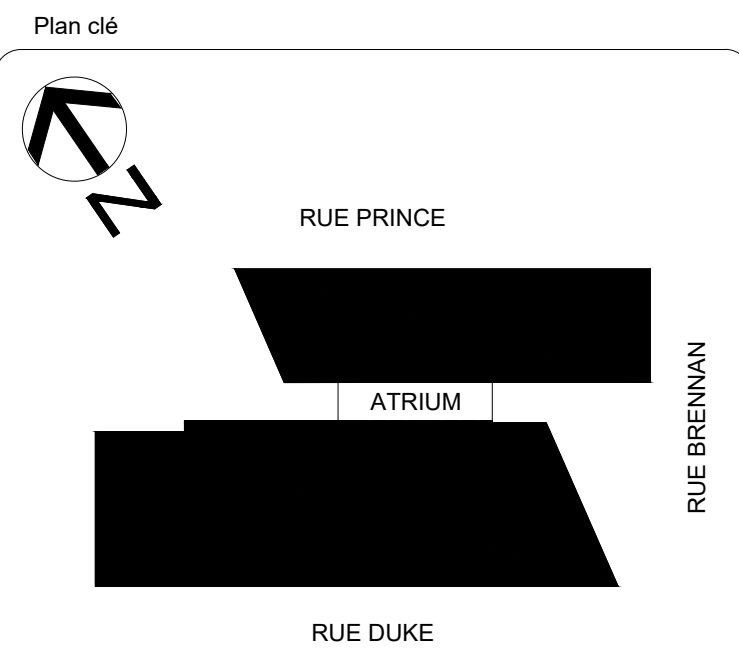 Plan clé
N
RUE PRINCE
ATRIUM
RUE BRENNAN
RUE DUKE